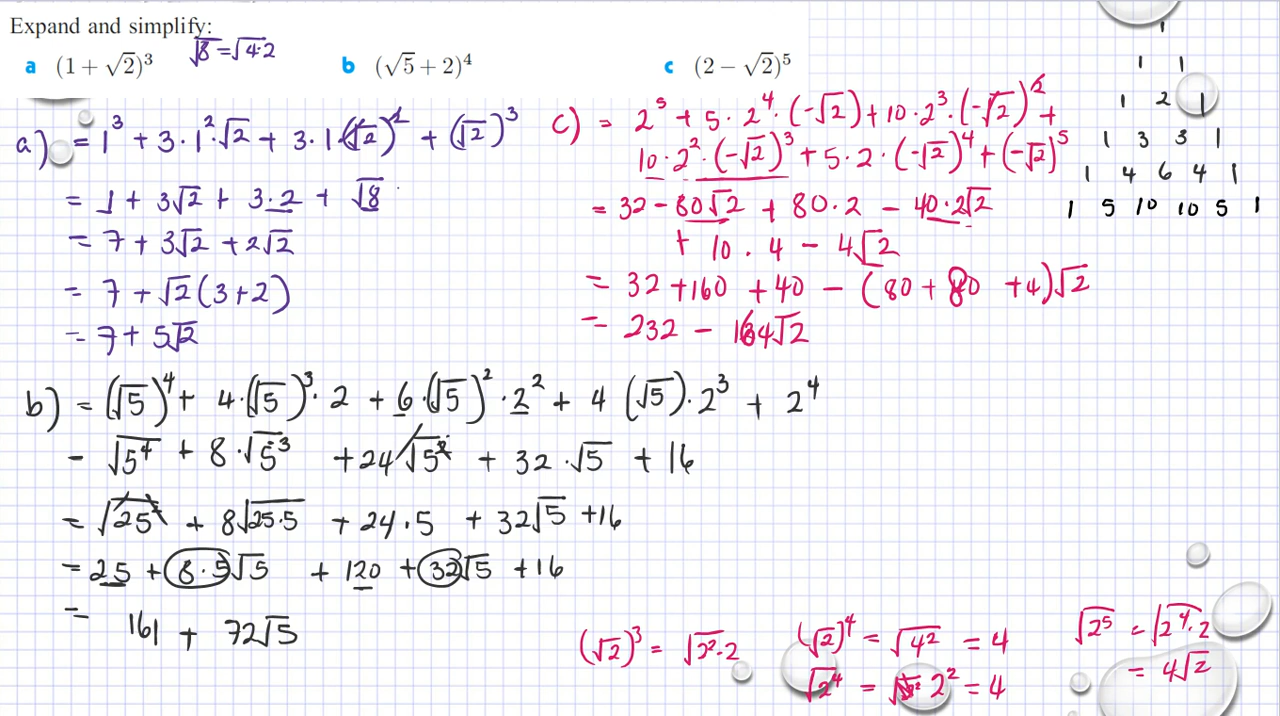 Expand and simplify:
a (1 + √2)³ √8 = √4·2 b (√5 + 2)⁴ c (2 − √2)⁵
a) = 1³ + 3·1²·√2 + 3·1(√2)² + (√2)³
= 1 + 3√2 + 3·2 + √8
= 7 + 3√2 + 2√2
= 7 + √2(3+2)
= 7 + 5√2
b) = (√5)⁴ + 4·(√5)³·2 + 6·(√5)²·2² + 4(√5)·2³ + 2⁴
= √5⁴ + 8·√5³ + 24√5² + 32·√5 + 16
= √25² + 8√25·5 + 24·5 + 32√5 + 16
= 25 + 8·5√5 + 120 + 32√5 + 16
= 161 + 72√5
c) = 2⁵ + 5·2⁴·(−√2) + 10·2³·(−√2)² +
10·2²·(−√2)³ + 5·2·(−√2)⁴ + (−√2)⁵
= 32 − 80√2 + 80·2 − 40·2√2
+ 10·4 − 4√2
= 32 + 160 + 40 − (80 + 80 + 4)√2
= 232 − 164√2
1
1 1
1 2 1
1 3 3 1
1 4 6 4 1
1 5 10 10 5 1
(√2)³ = √2²·2
(√2)⁴ = √4² = 4
√2⁴ = 2² = 4
√2⁵ = √2⁴·2
= 4√2